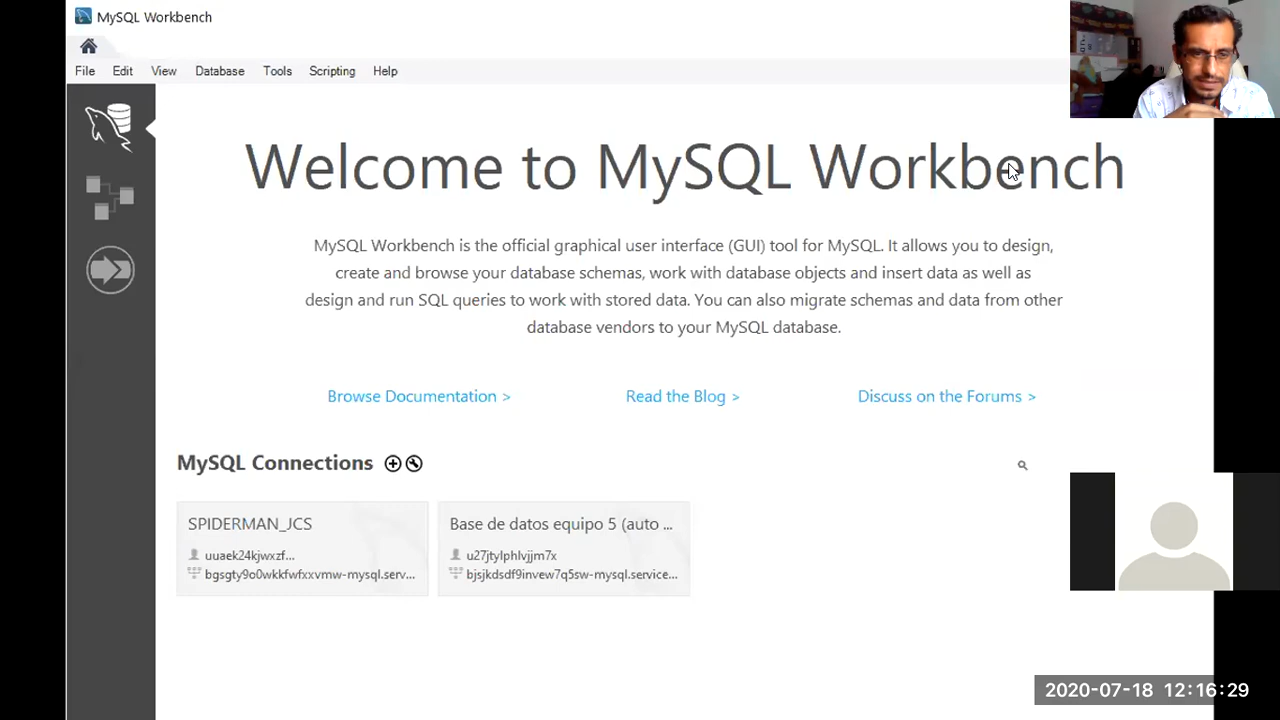 MySQL Workbench
File Edit View Database Tools Scripting Help
Welcome to MySQL Workbench
MySQL Workbench is the official graphical user interface (GUI) tool for MySQL. It allows you to design,
create and browse your database schemas, work with database objects and insert data as well as
design and run SQL queries to work with stored data. You can also migrate schemas and data from other
database vendors to your MySQL database.
Browse Documentation > Read the Blog > Discuss on the Forums >
MySQL Connections
SPIDERMAN_JCS
uuaek24kjwxzf...
bgsgty9o0wkkfwfxxvmw-mysql.serv...
Base de datos equipo 5 (auto ...
u27jtylphlvjjm7x
bjsjkdsdf9invew7q5sw-mysql.service...
2020-07-18 12:16:29